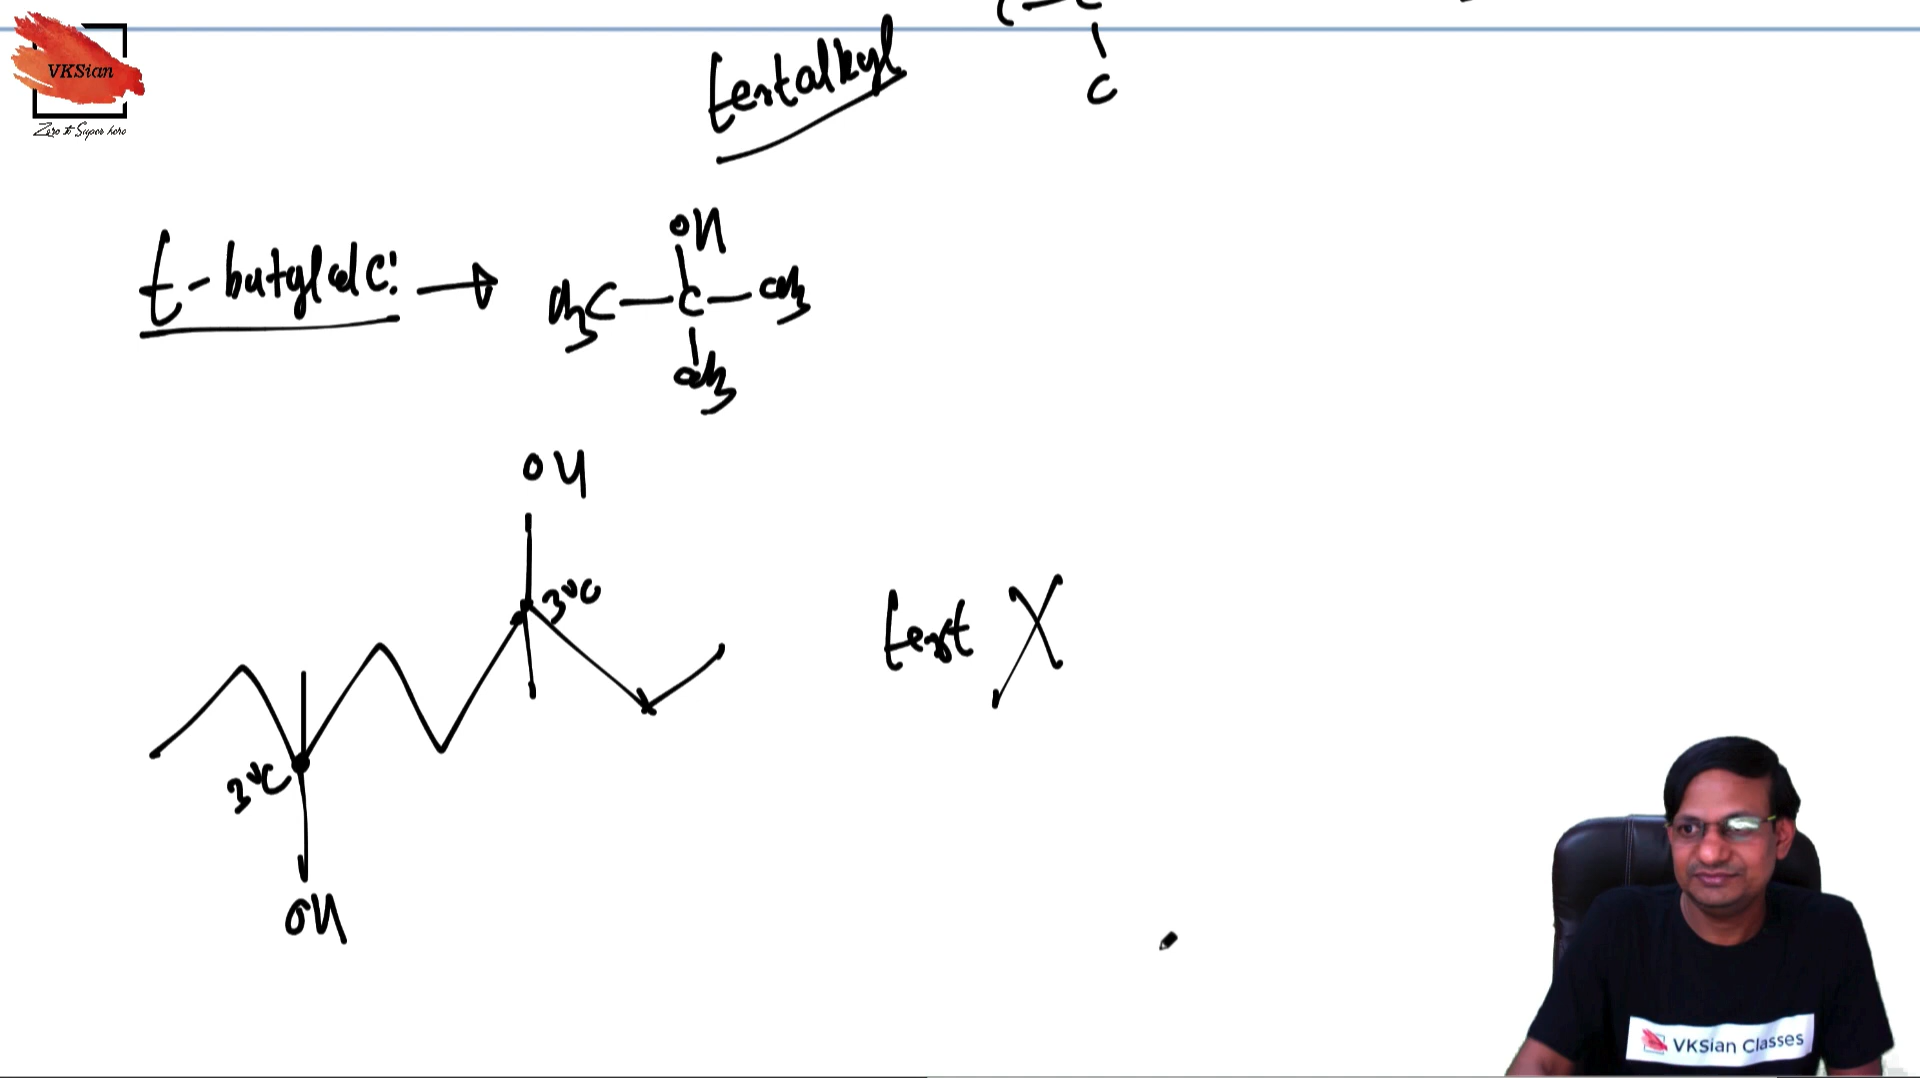 VKSian
Zero to Super hero
C — C
C
tertalkyl
t-butylalc:
OH
H3C — C — CH3
CH3
OH
3°C
tert X
3°C
OH
VKSian Classes